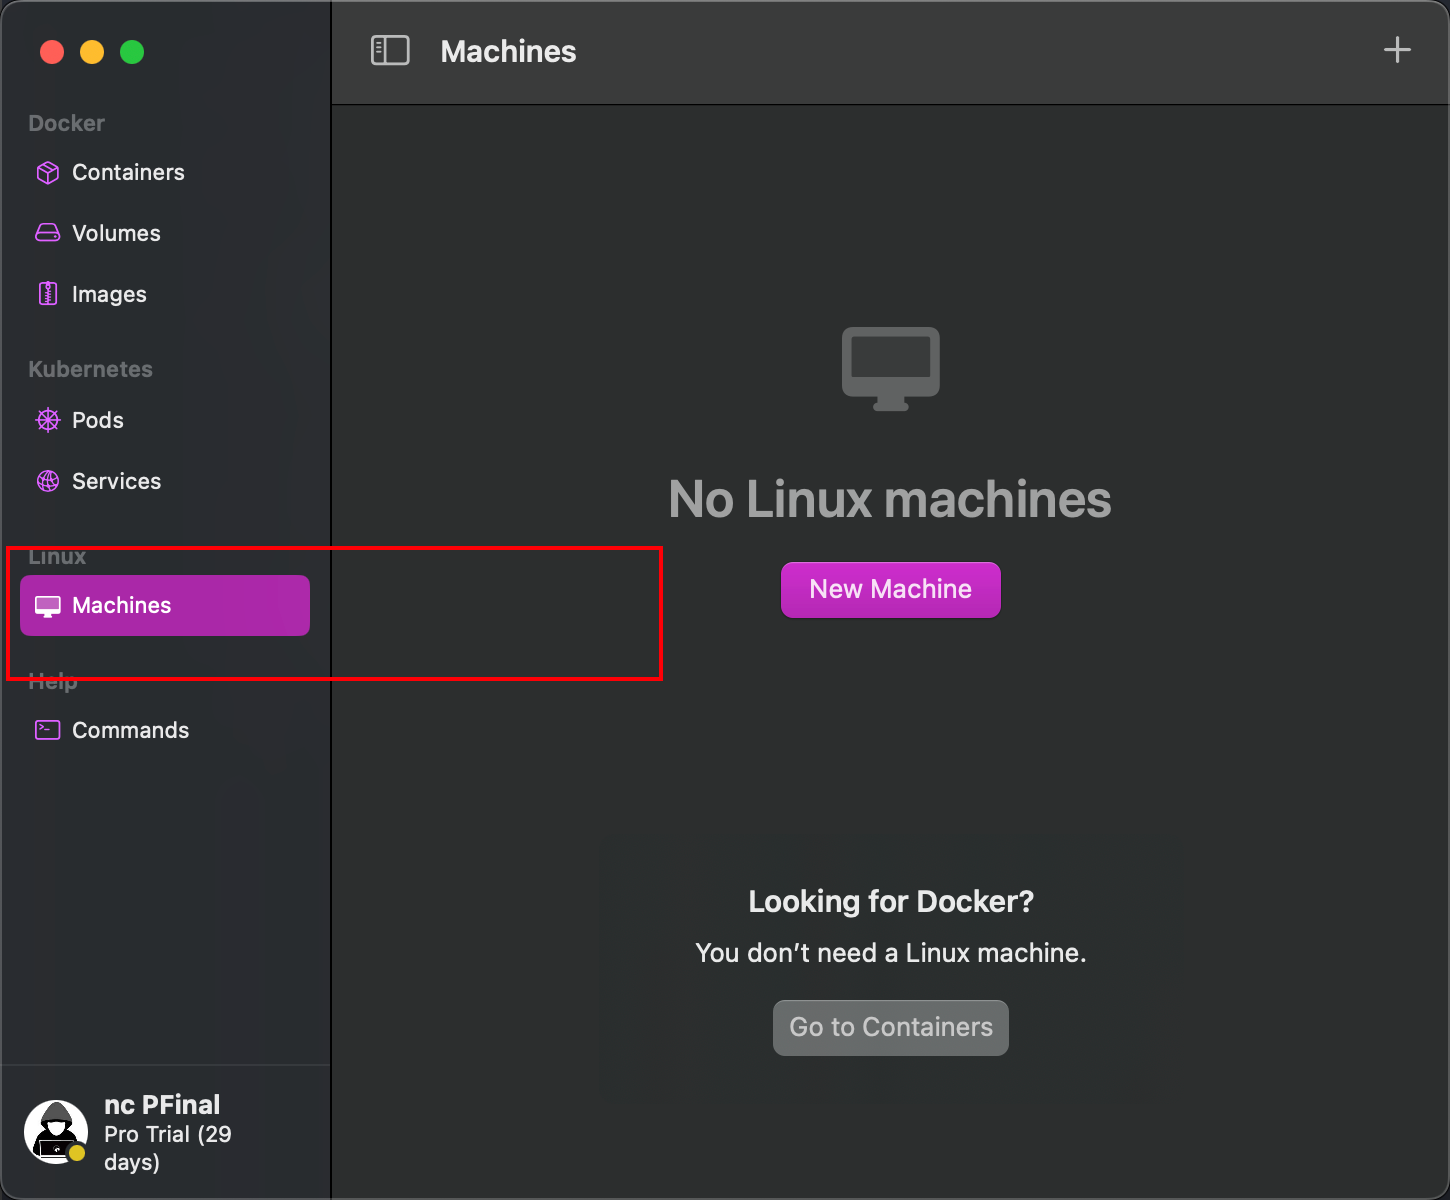 Machines
Docker
Containers
Volumes
Images
Kubernetes
Pods
Services
Linux
Machines
Help
Commands
nc PFinal
Pro Trial (29
days)
No Linux machines
New Machine
Looking for Docker?
You don’t need a Linux machine.
Go to Containers